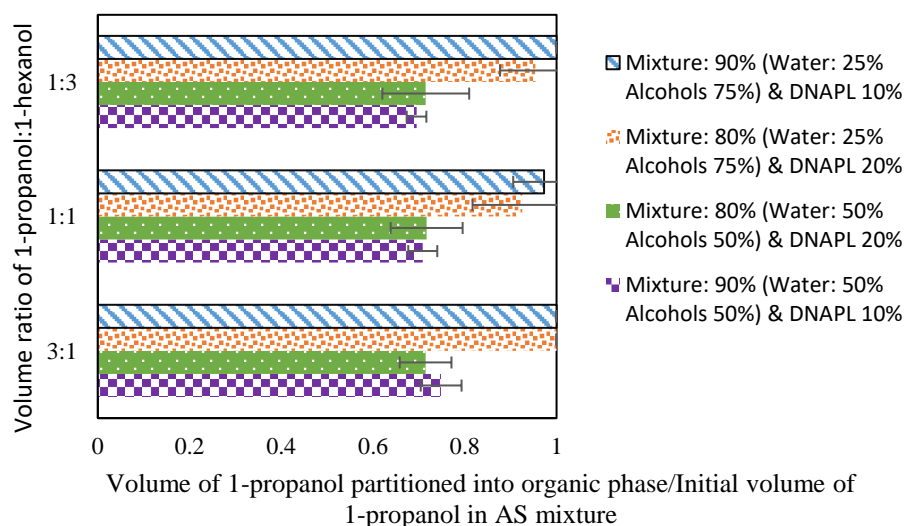 Volume ratio of 1-propanol:1-hexanol
1:3
1:1
3:1
0
0.2
0.4
0.6
0.8
1
Volume of 1-propanol partitioned into organic phase/Initial volume of
1-propanol in AS mixture
Mixture: 90% (Water: 25%
Alcohols 75%) & DNAPL 10%
Mixture: 80% (Water: 25%
Alcohols 75%) & DNAPL 20%
Mixture: 80% (Water: 50%
Alcohols 50%) & DNAPL 20%
Mixture: 90% (Water: 50%
Alcohols 50%) & DNAPL 10%